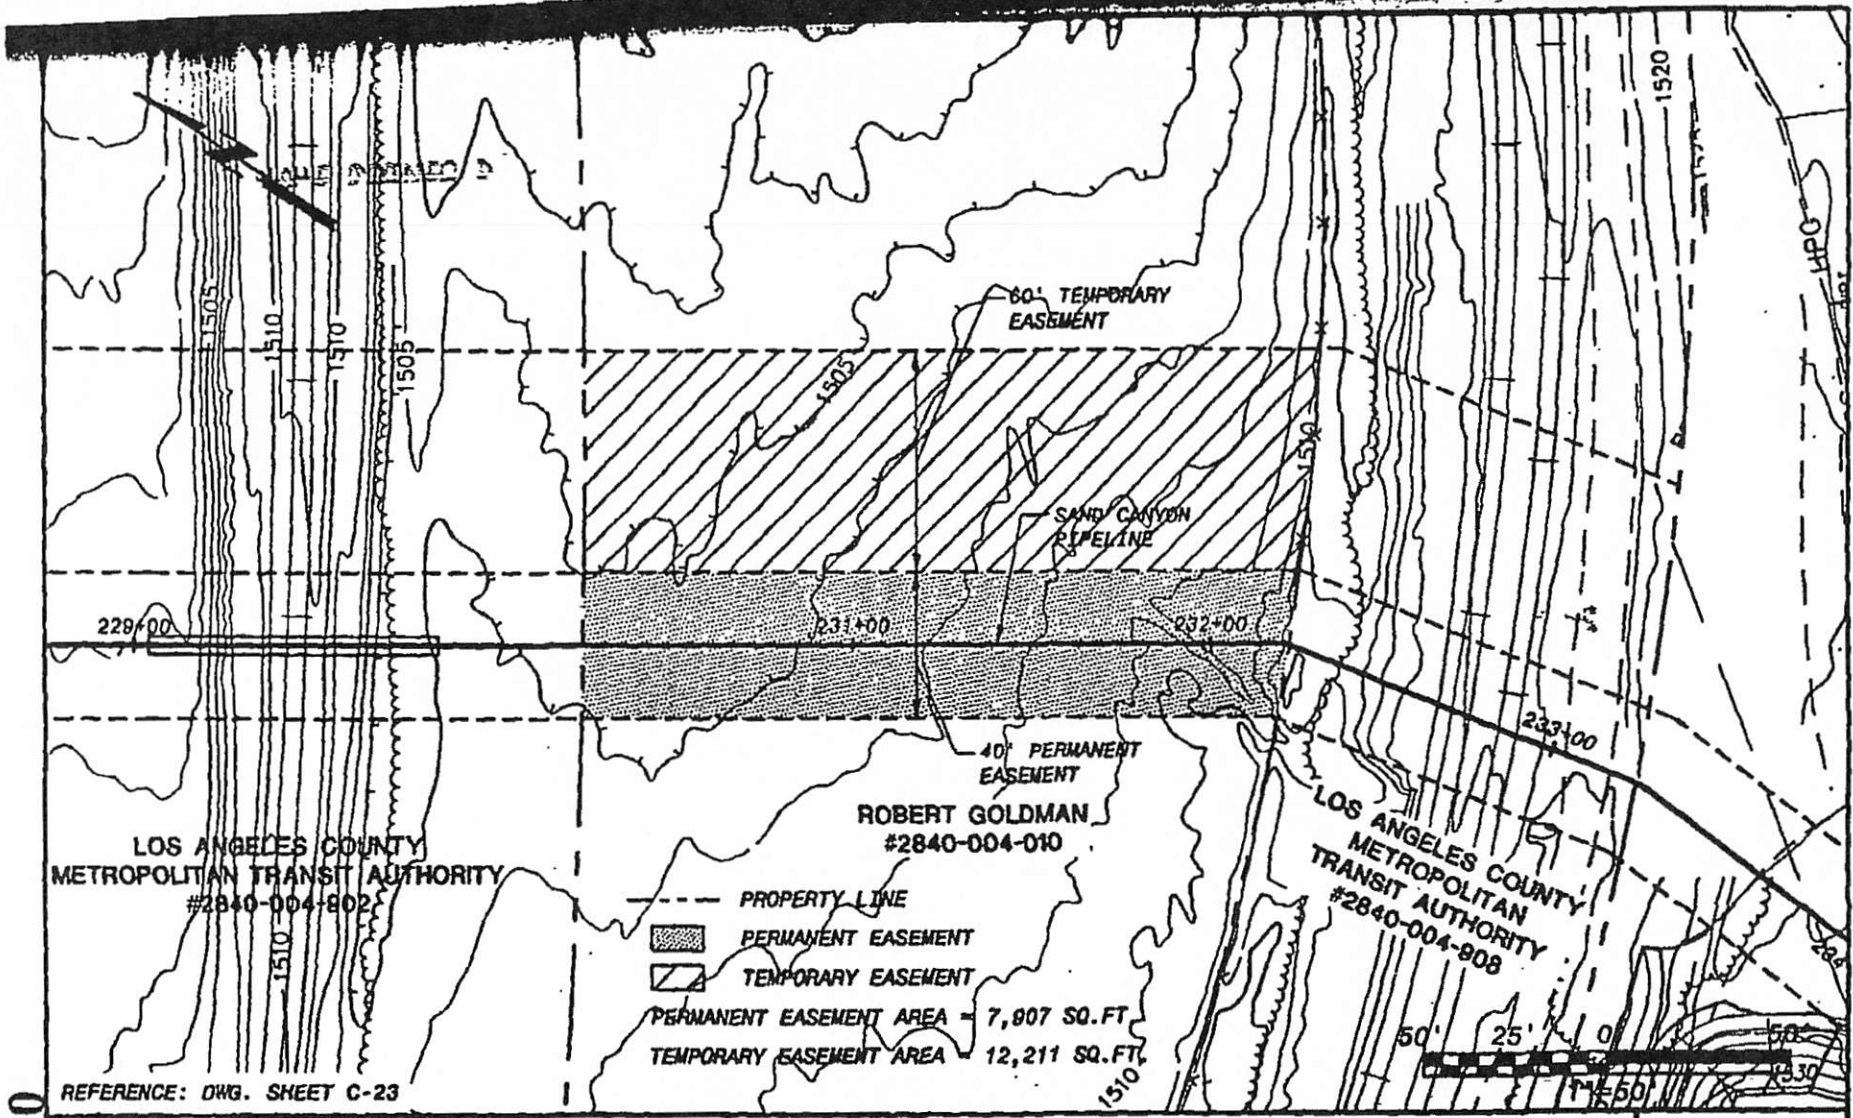 1520
HPG
1505
1510
1510
1505
60' TEMPORARY
EASEMENT
1505
1510
SAND CANYON
PIPELINE
229+00
231+00
232+00
233+00
40' PERMANENT
EASEMENT
ROBERT GOLDMAN
#2840-004-010
LOS ANGELES COUNTY
METROPOLITAN TRANSIT AUTHORITY
#2840-004-902
1510
LOS ANGELES COUNTY
METROPOLITAN
TRANSIT AUTHORITY
#2840-004-908
PROPERTY LINE
PERMANENT EASEMENT
TEMPORARY EASEMENT
PERMANENT EASEMENT AREA = 7,907 SQ.FT.
TEMPORARY EASEMENT AREA = 12,211 SQ.FT.
1510
50' 25' 0 50'
1530
1"=50'
REFERENCE: DWG. SHEET C-23